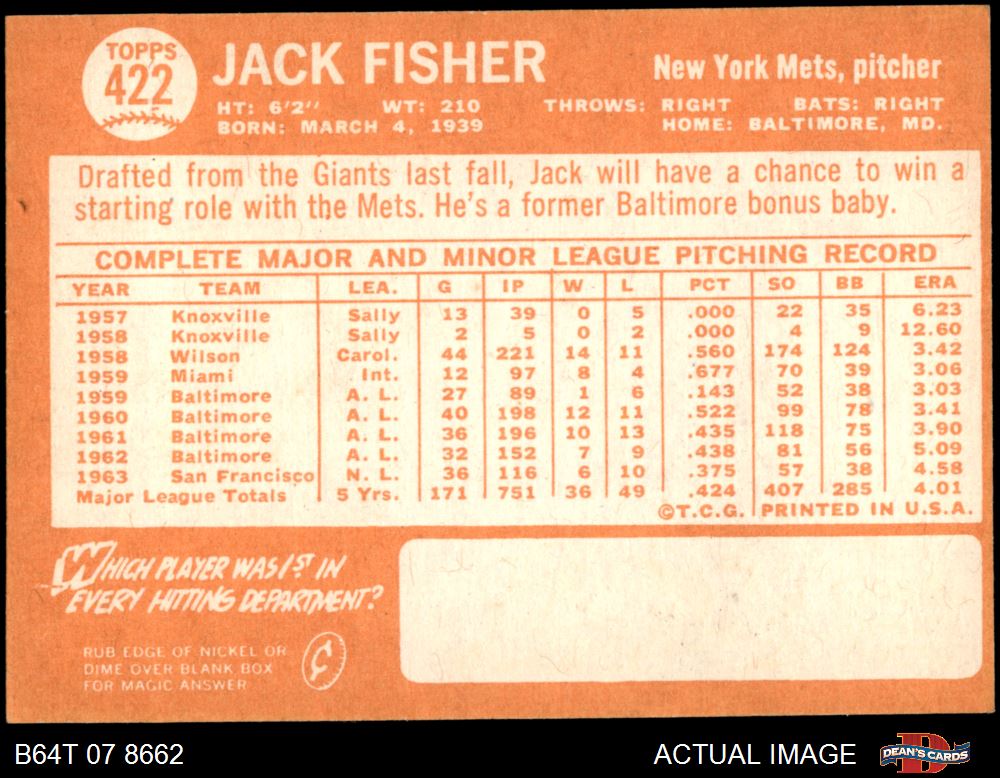 TOPPS
422
JACK FISHER
New York Mets, pitcher
HT: 6'2" WT: 210 THROWS: RIGHT BATS: RIGHT
BORN: MARCH 4, 1939 HOME: BALTIMORE, MD.
Drafted from the Giants last fall, Jack will have a chance to win a
starting role with the Mets. He's a former Baltimore bonus baby.
COMPLETE MAJOR AND MINOR LEAGUE PITCHING RECORD
YEAR TEAM LEA. G IP W L PCT SO BB ERA
1957 Knoxville Sally 13 39 0 5 .000 22 35 6.23
1958 Knoxville Sally 2 5 0 2 .000 4 9 12.60
1958 Wilson Carol. 44 221 14 11 .560 174 124 3.42
1959 Miami Int. 12 97 8 4 .677 70 39 3.06
1959 Baltimore A. L. 27 89 1 6 .143 52 38 3.03
1960 Baltimore A. L. 40 198 12 11 .522 99 78 3.41
1961 Baltimore A. L. 36 196 10 13 .435 118 75 3.90
1962 Baltimore A. L. 32 152 7 9 .438 81 56 5.09
1963 San Francisco N. L. 36 116 6 10 .375 57 38 4.58
Major League Totals 5 Yrs. 171 751 36 49 .424 407 285 4.01
©T.C.G. PRINTED IN U.S.A.
WHICH PLAYER WAS 1ST IN
EVERY HITTING DEPARTMENT?
RUB EDGE OF NICKEL OR
DIME OVER BLANK BOX
FOR MAGIC ANSWER
¢
B64T 07 8662 ACTUAL IMAGE DEAN'S CARDS